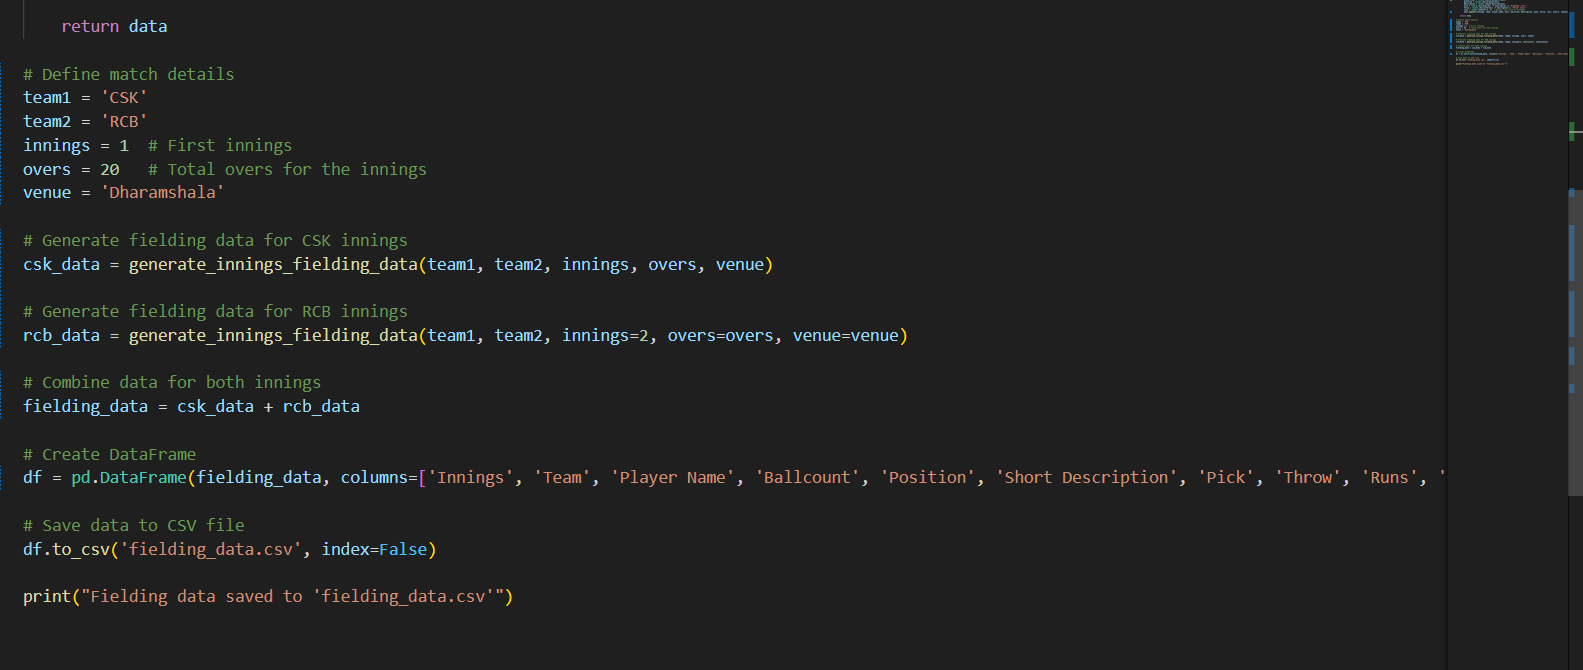 return data
# Define match details
team1 = 'CSK'
team2 = 'RCB'
innings = 1  # First innings
overs = 20   # Total overs for the innings
venue = 'Dharamshala'
# Generate fielding data for CSK innings
csk_data = generate_innings_fielding_data(team1, team2, innings, overs, venue)
# Generate fielding data for RCB innings
rcb_data = generate_innings_fielding_data(team1, team2, innings=2, overs=overs, venue=venue)
# Combine data for both innings
fielding_data = csk_data + rcb_data
# Create DataFrame
df = pd.DataFrame(fielding_data, columns=['Innings', 'Team', 'Player Name', 'Ballcount', 'Position', 'Short Description', 'Pick', 'Throw', 'Runs', '
# Save data to CSV file
df.to_csv('fielding_data.csv', index=False)
print("Fielding data saved to 'fielding_data.csv'")